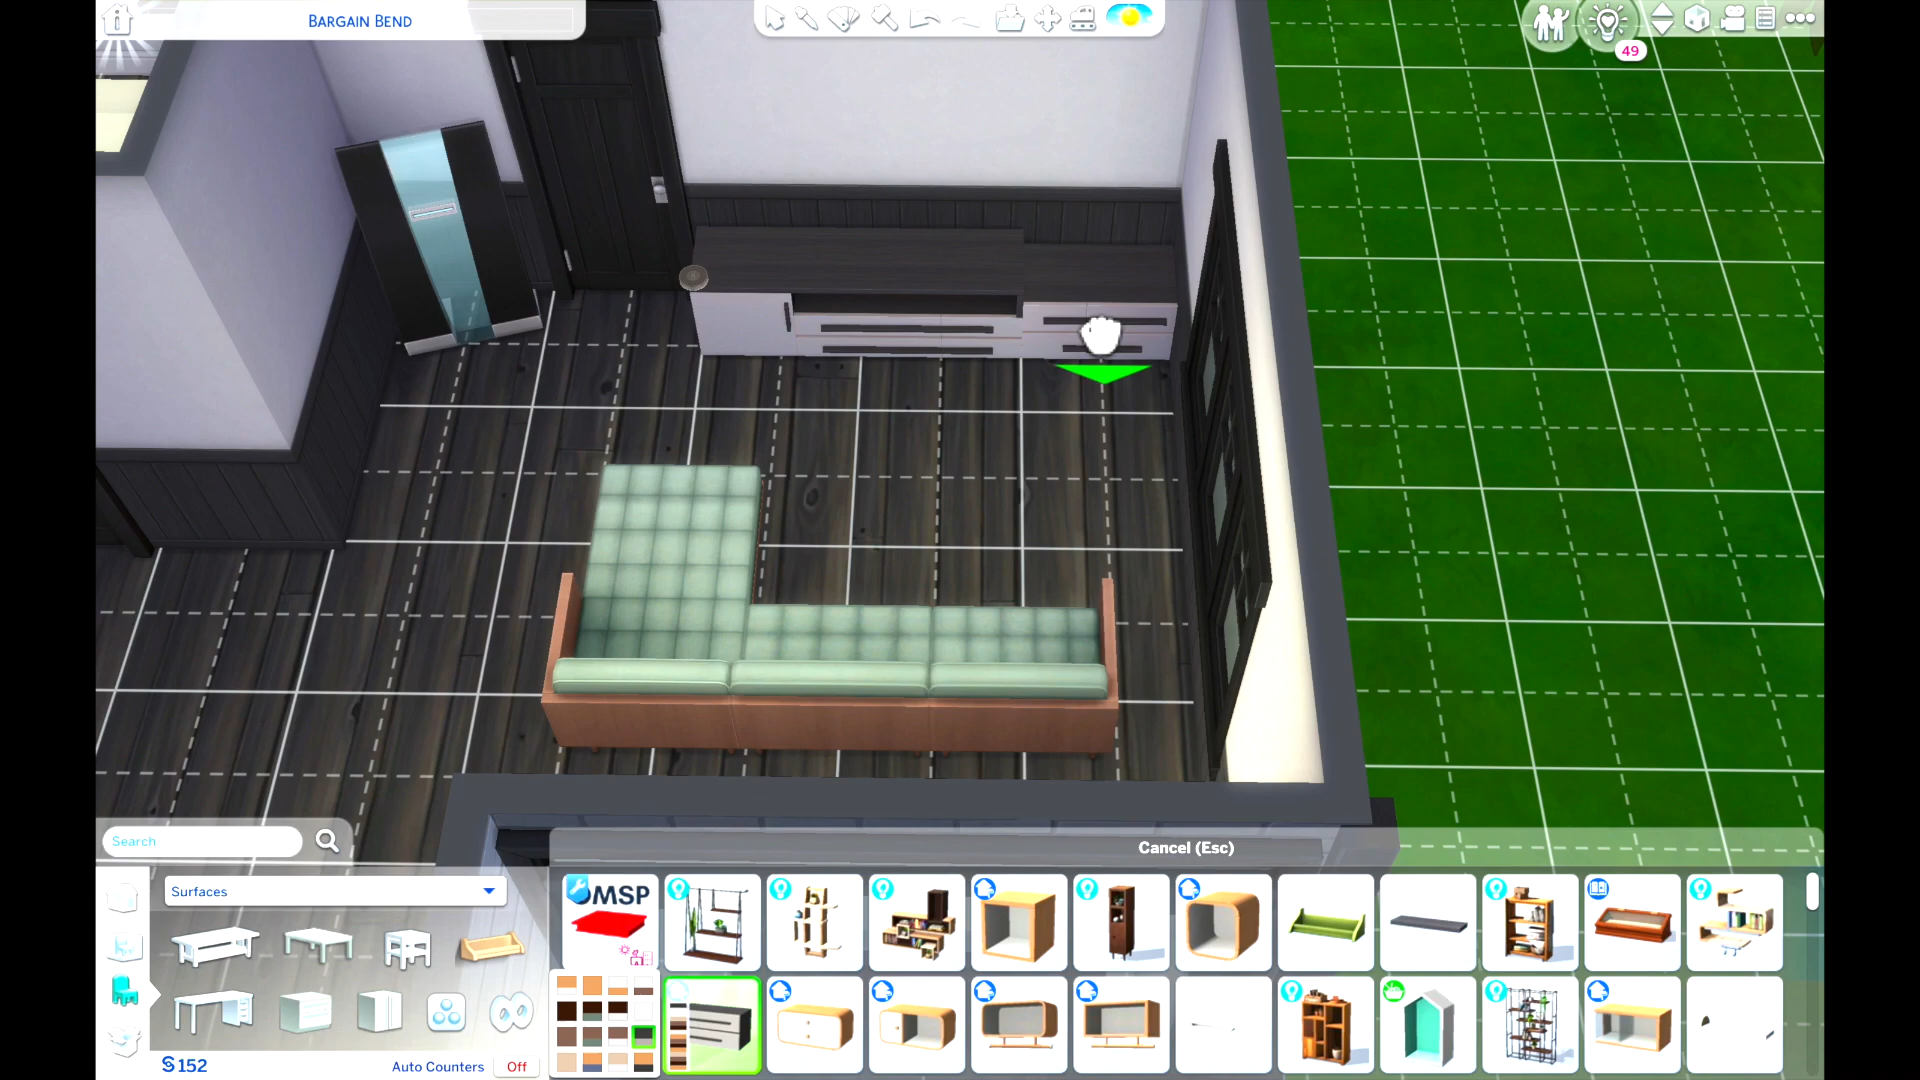 Bargain Bend
49
Search
Cancel (Esc)
Surfaces
MSP
§152
Auto Counters
Off